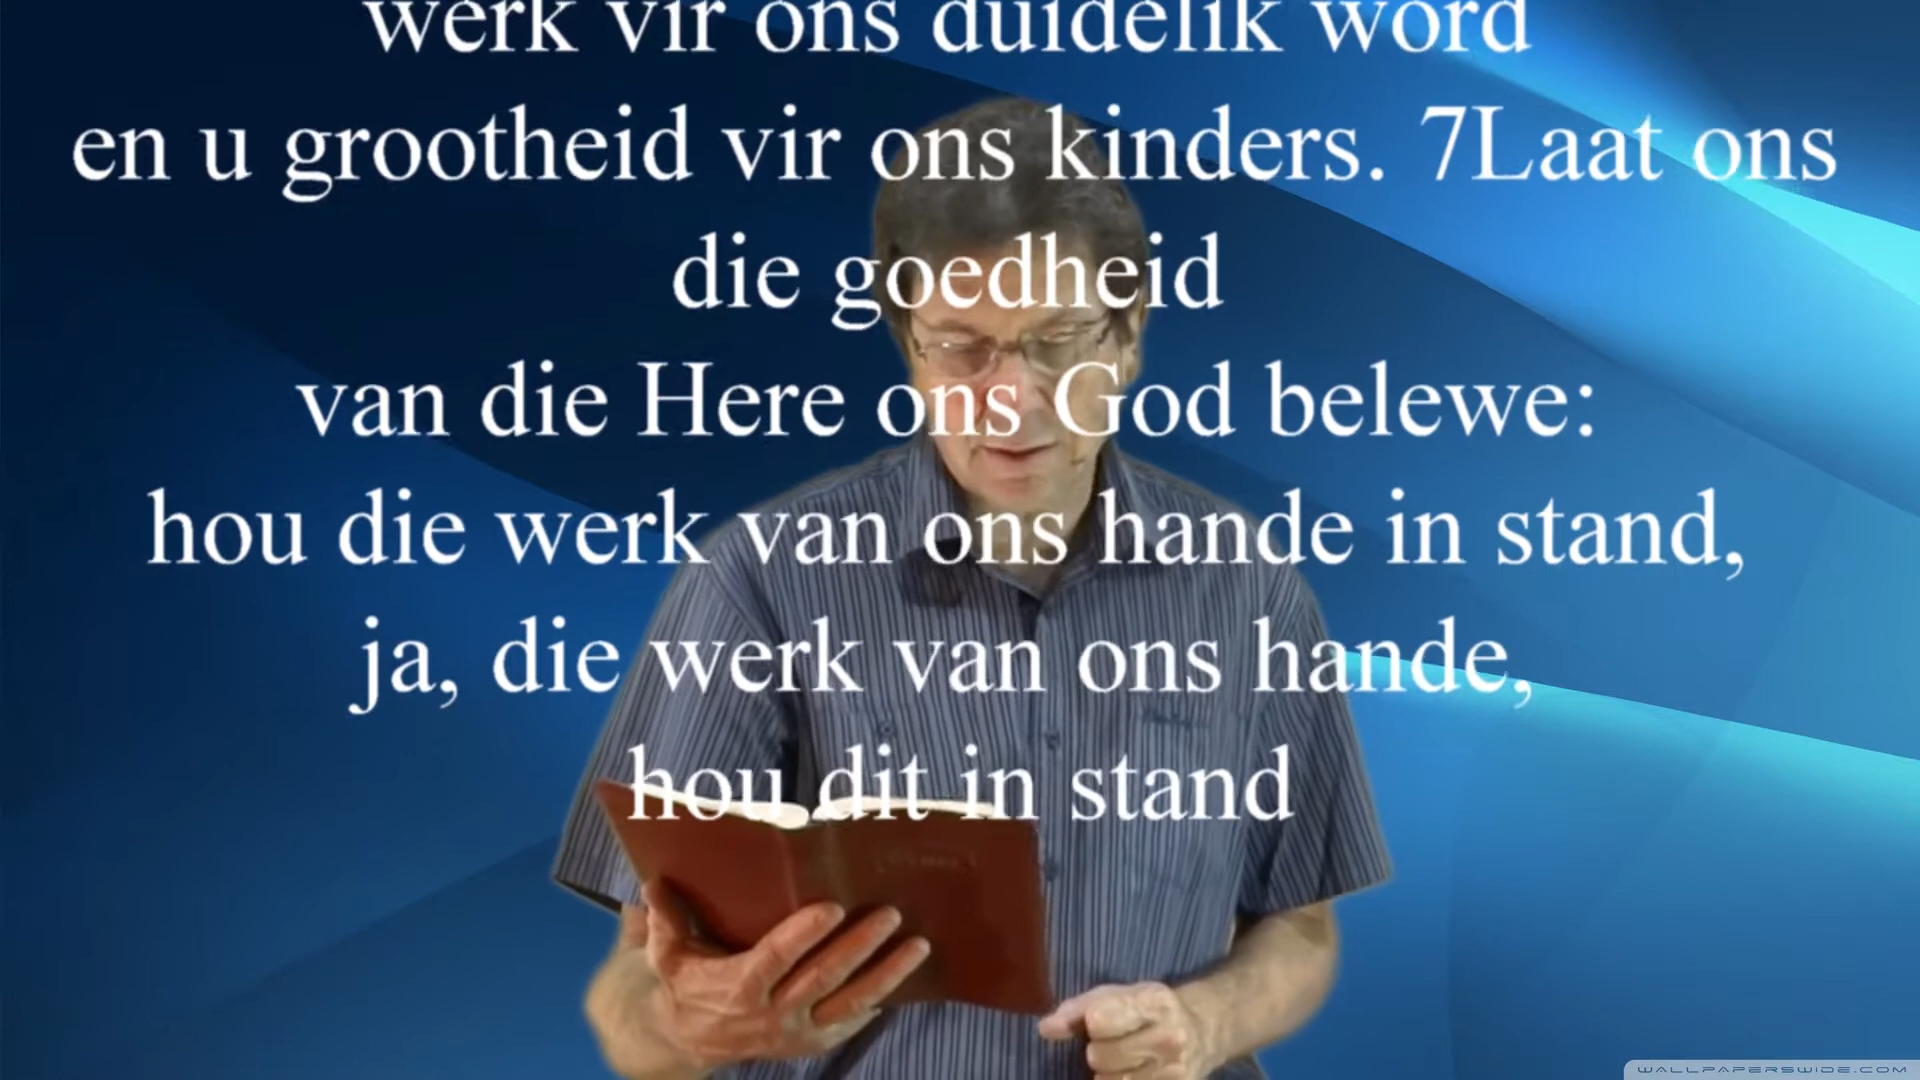 werk vir ons duidelik word
en u grootheid vir ons kinders. 7Laat ons
die goedheid
van die Here ons God belewe:
hou die werk van ons hande in stand,
ja, die werk van ons hande,
hou dit in stand
WALLPAPERSWIDE.COM